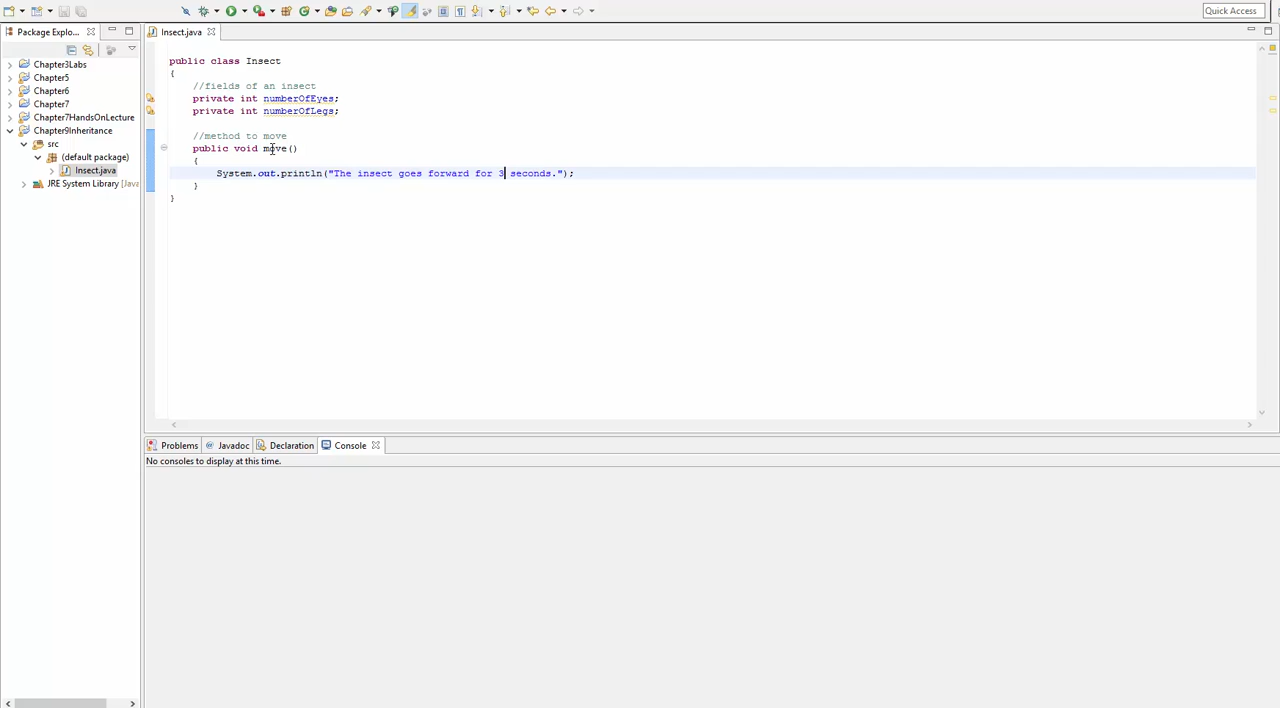 Quick Access
Package Explo...
Insect.java
Chapter3Labs
Chapter5
Chapter6
Chapter7
Chapter7HandsOnLecture
Chapter9Inheritance
src
(default package)
Insect.java
JRE System Library [Java
public class Insect
{
//fields of an insect
private int numberOfEyes;
private int numberOfLegs;
//method to move
public void move()
{
System.out.println("The insect goes forward for 3 seconds.");
}
}
Problems @ Javadoc Declaration Console
No consoles to display at this time.